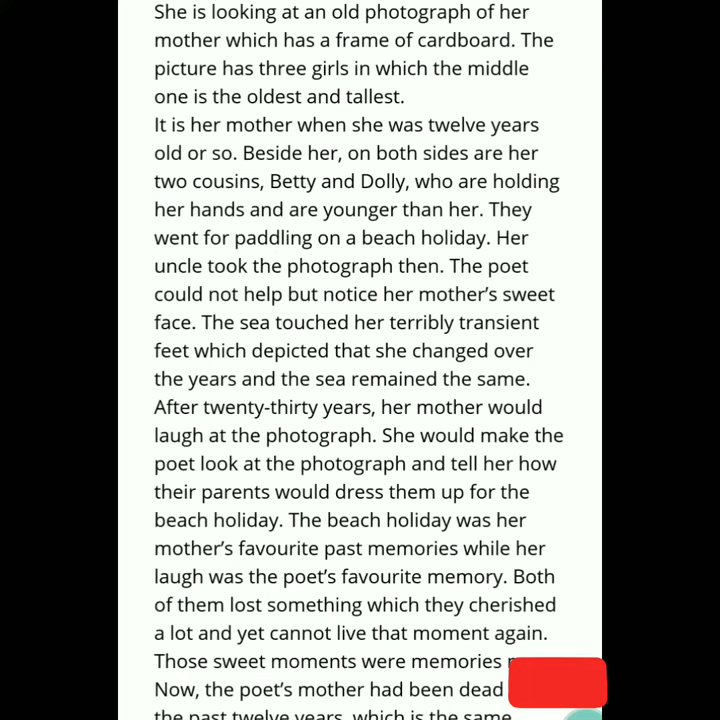 She is looking at an old photograph of her
mother which has a frame of cardboard. The
picture has three girls in which the middle
one is the oldest and tallest.
It is her mother when she was twelve years
old or so. Beside her, on both sides are her
two cousins, Betty and Dolly, who are holding
her hands and are younger than her. They
went for paddling on a beach holiday. Her
uncle took the photograph then. The poet
could not help but notice her mother’s sweet
face. The sea touched her terribly transient
feet which depicted that she changed over
the years and the sea remained the same.
After twenty-thirty years, her mother would
laugh at the photograph. She would make the
poet look at the photograph and tell her how
their parents would dress them up for the
beach holiday. The beach holiday was her
mother’s favourite past memories while her
laugh was the poet’s favourite memory. Both
of them lost something which they cherished
a lot and yet cannot live that moment again.
Those sweet moments were memories
Now, the poet’s mother had been dead
the past twelve years, which is the same